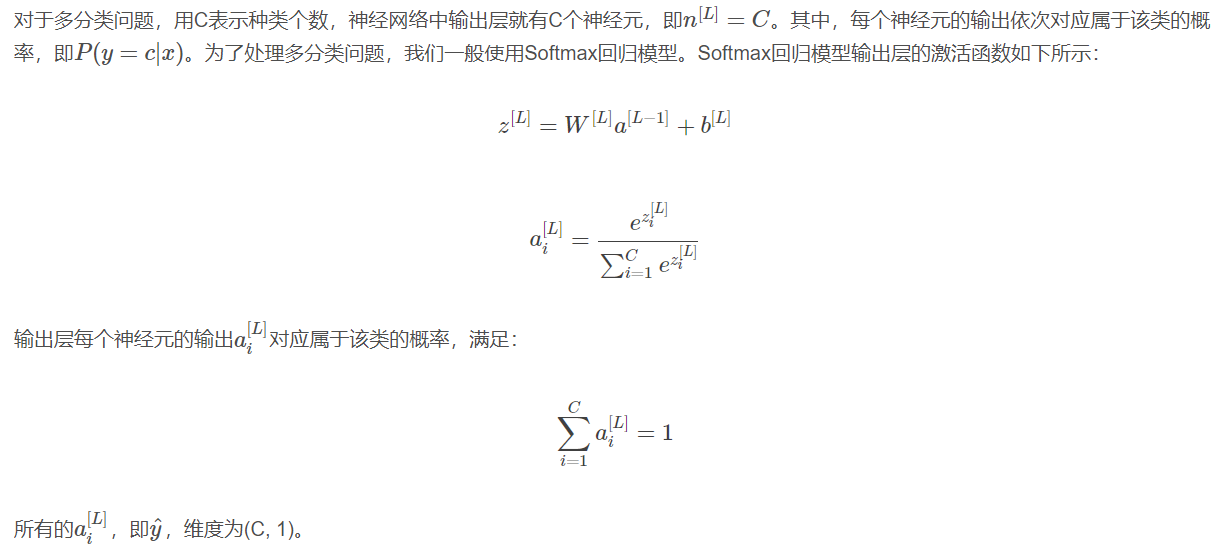 对于多分类问题，用C表示种类个数，神经网络中输出层就有C个神经元，即$n^{[L]} = C$。其中，每个神经元的输出依次对应属于该类的概
率，即$P(y = c|x)$。为了处理多分类问题，我们一般使用Softmax回归模型。Softmax回归模型输出层的激活函数如下所示：
$z^{[L]} = W^{[L]}a^{[L-1]} + b^{[L]}$
$a_i^{[L]} = \frac{e^{z_i^{[L]}}}{\sum_{i=1}^{C} e^{z_i^{[L]}}}$
输出层每个神经元的输出$a_i^{[L]}$对应属于该类的概率，满足：
$\sum_{i=1}^{C} a_i^{[L]} = 1$
所有的$a_i^{[L]}$，即$\hat{y}$，维度为(C, 1)。